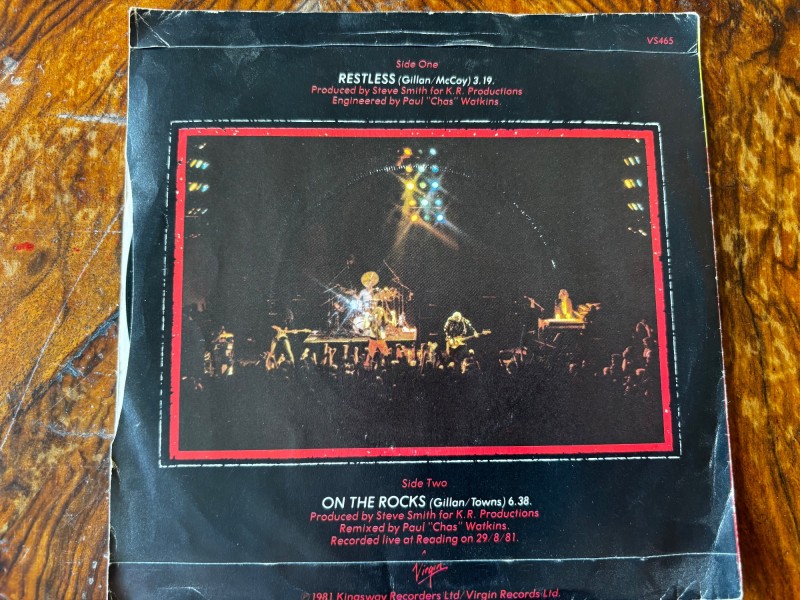 VS465
Side One
RESTLESS (Gillan/McCoy) 3.19.
Produced by Steve Smith for K.R. Productions
Engineered by Paul "Chas" Watkins.
Side Two
ON THE ROCKS (Gillan/Towns) 6.38.
Produced by Steve Smith for K.R. Productions
Remixed by Paul "Chas" Watkins.
Recorded live at Reading on 29/8/81.
Virgin
©1981 Kingsway Recorders Ltd/Virgin Records Ltd.